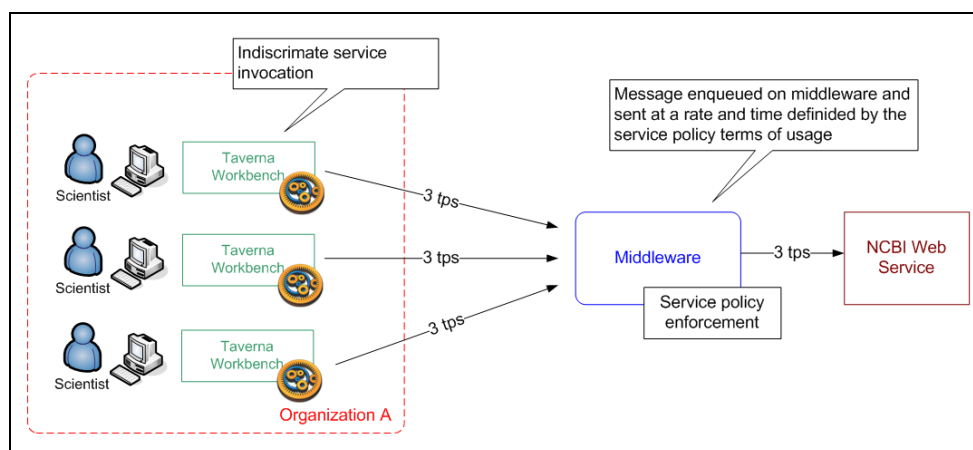 Indiscrimate service
invocation
Message enqueued on middleware and
sent at a rate and time definided by the
service policy terms of usage
Scientist
Taverna
Workbench
3 tps
Scientist
Taverna
Workbench
3 tps
Middleware
3 tps
NCBI Web
Service
Service policy
enforcement
Scientist
Taverna
Workbench
3 tps
Organization A